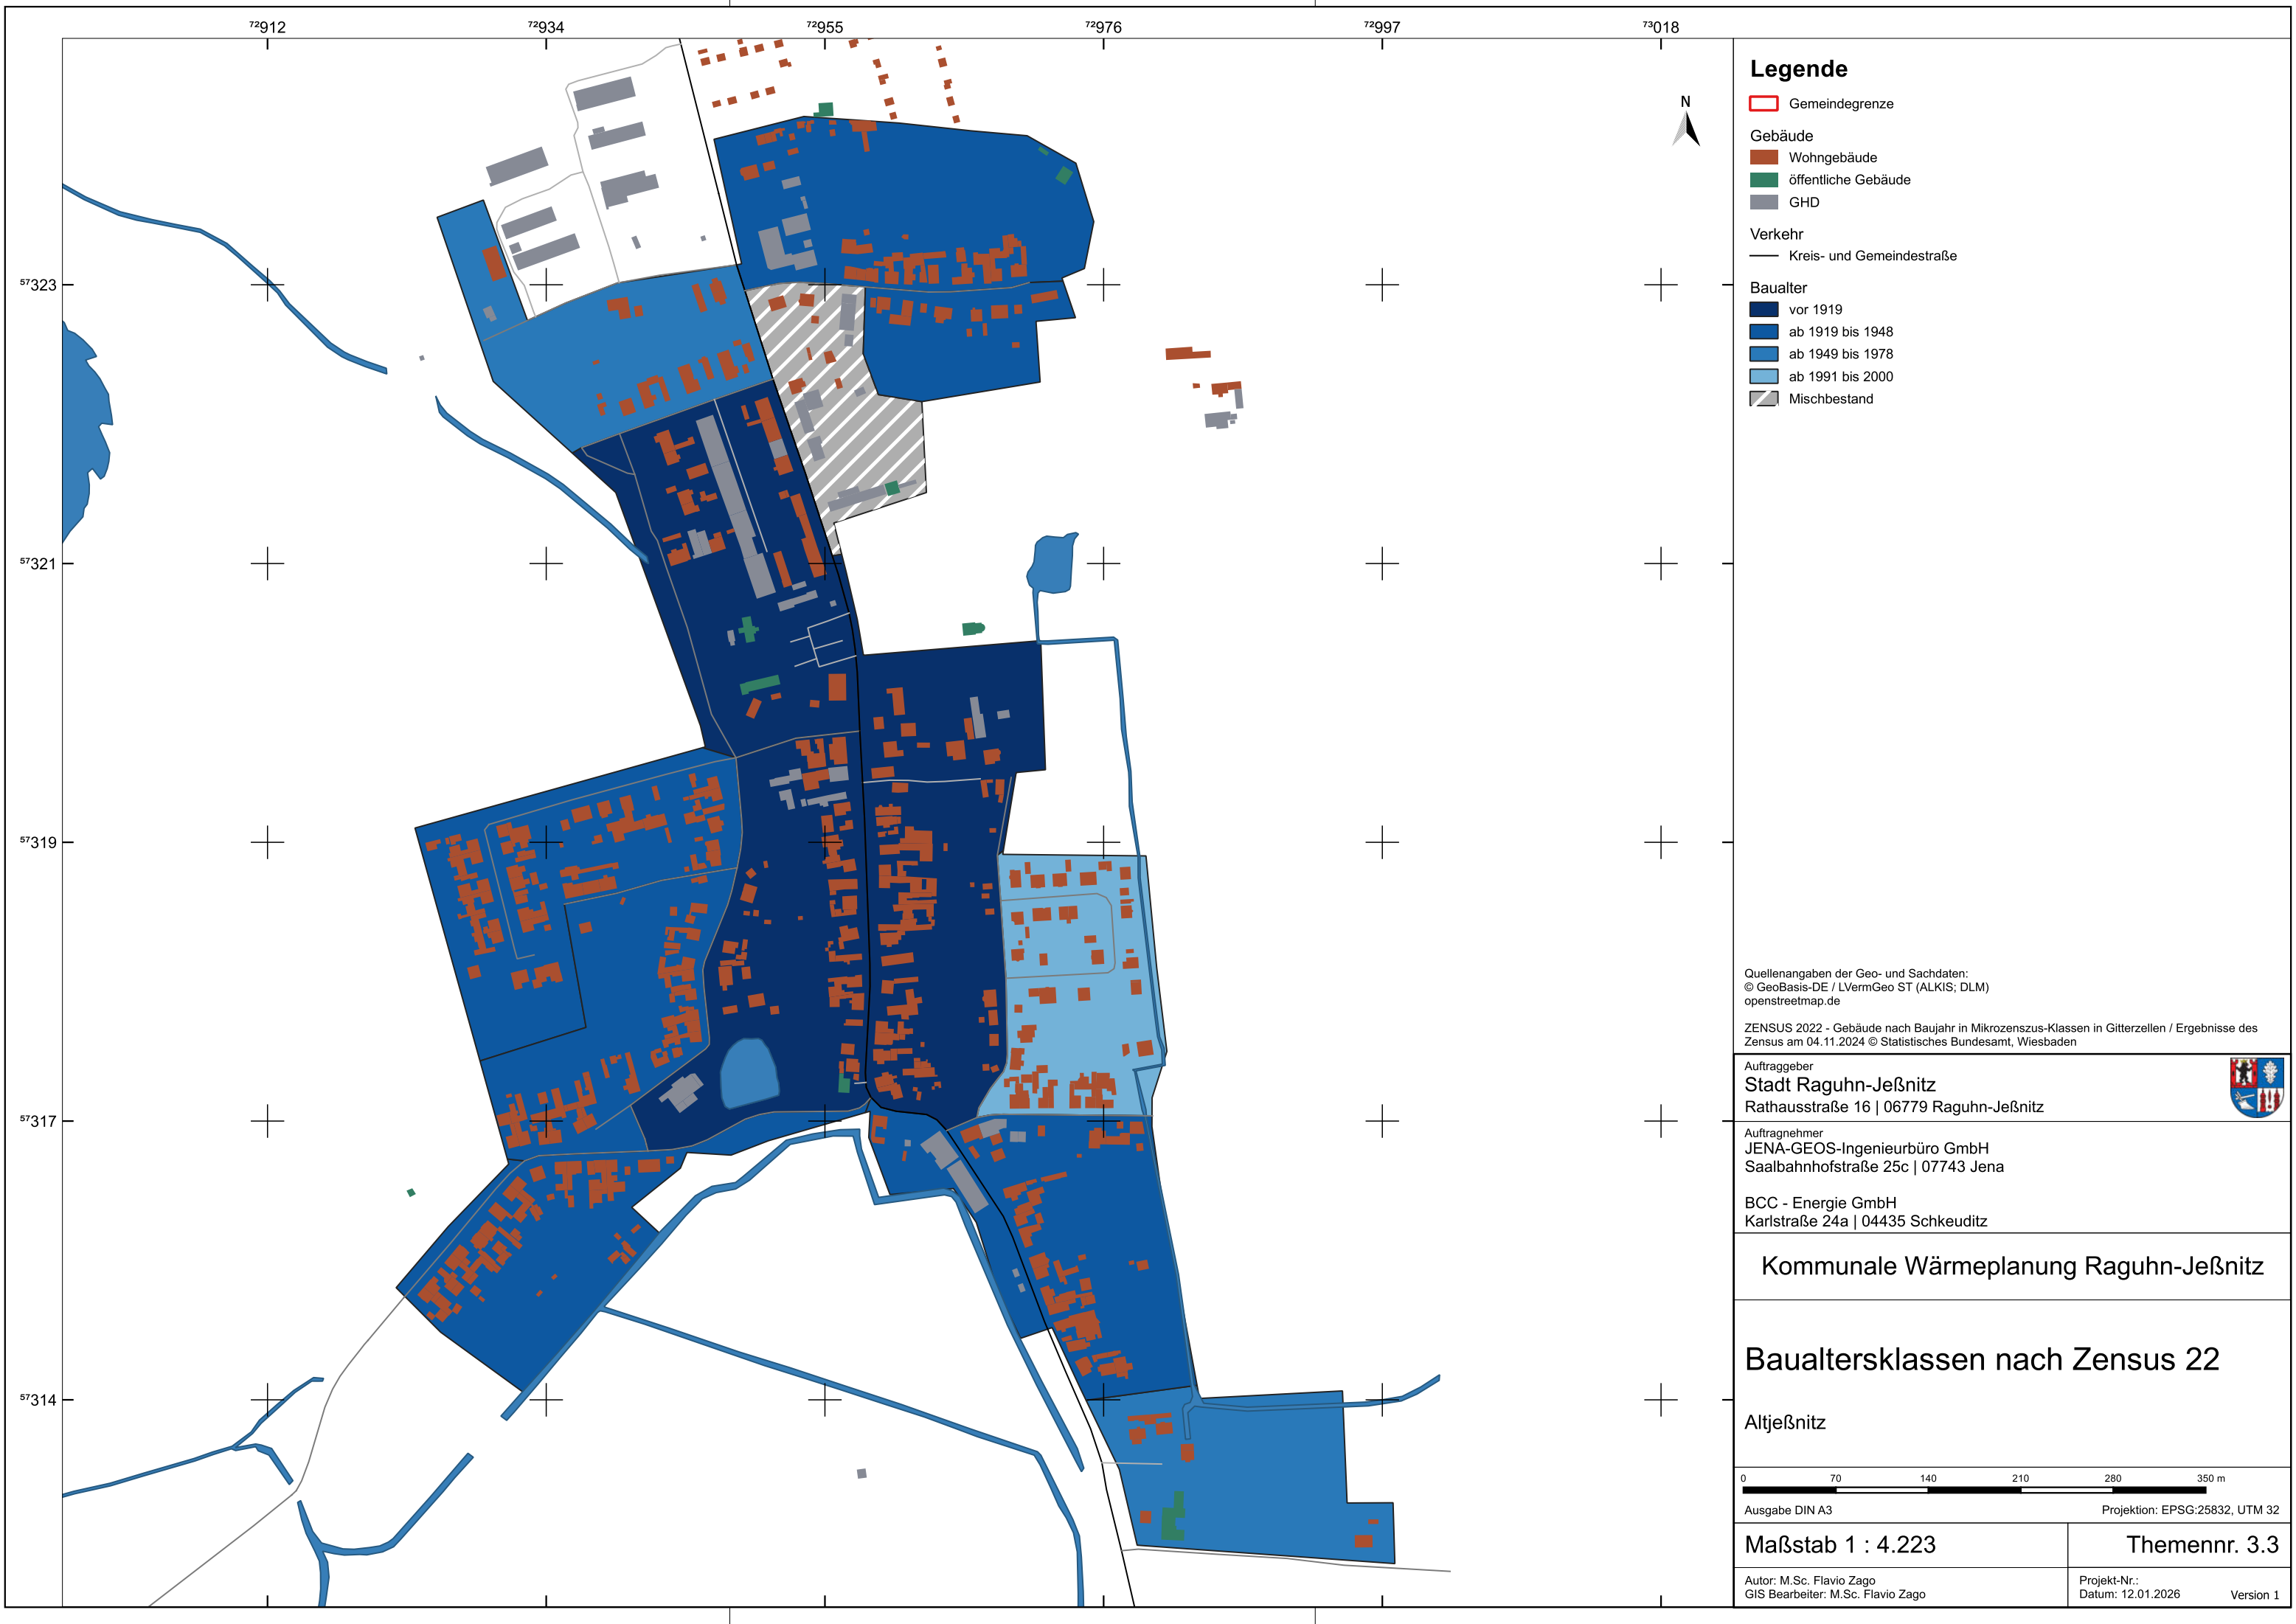 ⁷²912
⁷²934
⁷²955
⁷²976
⁷²997
⁷³018
⁵⁷323
⁵⁷321
⁵⁷319
⁵⁷317
⁵⁷314
N
Legende
Gemeindegrenze
Gebäude
Wohngebäude
öffentliche Gebäude
GHD
Verkehr
Kreis- und Gemeindestraße
Baualter
vor 1919
ab 1919 bis 1948
ab 1949 bis 1978
ab 1991 bis 2000
Mischbestand
Quellenangaben der Geo- und Sachdaten:
© GeoBasis-DE / LVermGeo ST (ALKIS; DLM)
openstreetmap.de
ZENSUS 2022 - Gebäude nach Baujahr in Mikrozenszus-Klassen in Gitterzellen / Ergebnisse des
Zensus am 04.11.2024 © Statistisches Bundesamt, Wiesbaden
Auftraggeber
Stadt Raguhn-Jeßnitz
Rathausstraße 16 | 06779 Raguhn-Jeßnitz
Auftragnehmer
JENA-GEOS-Ingenieurbüro GmbH
Saalbahnhofstraße 25c | 07743 Jena
BCC - Energie GmbH
Karlstraße 24a | 04435 Schkeuditz
Kommunale Wärmeplanung Raguhn-Jeßnitz
Baualtersklassen nach Zensus 22
Altjeßnitz
0 70 140 210 280 350 m
Ausgabe DIN A3 Projektion: EPSG:25832, UTM 32
Maßstab 1 : 4.223 Themennr. 3.3
Autor: M.Sc. Flavio Zago
GIS Bearbeiter: M.Sc. Flavio Zago
Projekt-Nr.:
Datum: 12.01.2026 Version 1